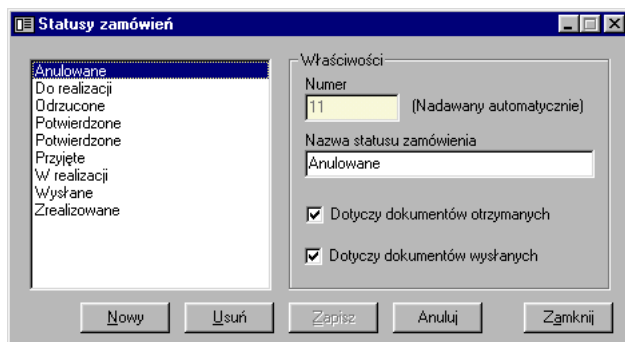 Statusy zamówień
Anulowane
Do realizacji
Odrzucone
Potwierdzone
Potwierdzone
Przyjęte
W realizacji
Wysłane
Zrealizowane
Właściwości
Numer
11 (Nadawany automatycznie)
Nazwa statusu zamówienia
Anulowane
Dotyczy dokumentów otrzymanych
Dotyczy dokumentów wysłanych
Nowy Usuń Zapisz Anuluj Zamknij